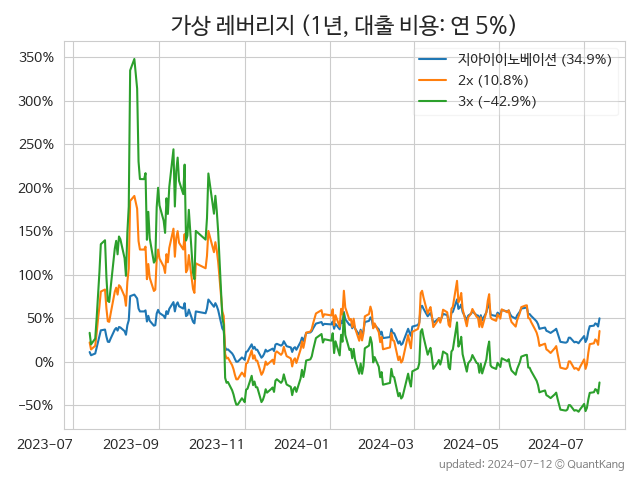 가상 레버리지 (1년, 대출 비용: 연 5%)
350%
300%
250%
200%
150%
100%
50%
0%
−50%
지아이이노베이션 (34.9%)
2x (10.8%)
3x (−42.9%)
2023-07 2023-09 2023-11 2024-01 2024-03 2024-05 2024-07
updated: 2024-07-12 © QuantKang